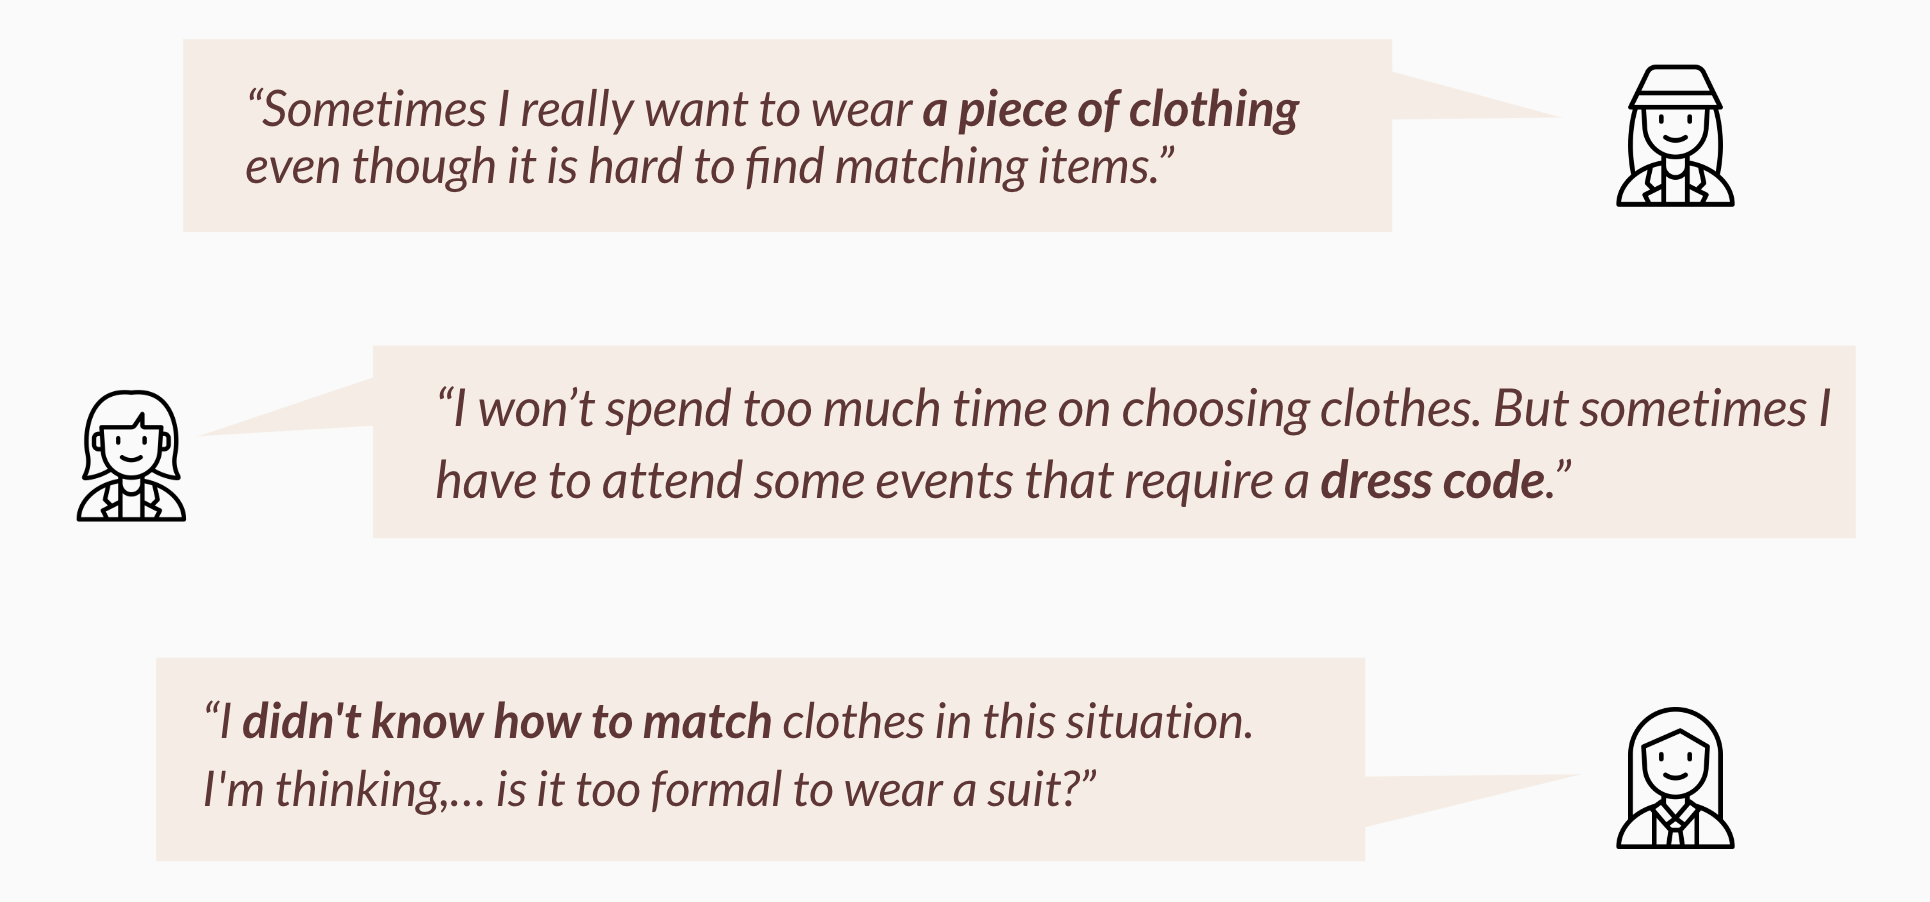 “Sometimes I really want to wear a piece of clothing
even though it is hard to find matching items.”
“I won’t spend too much time on choosing clothes. But sometimes I
have to attend some events that require a dress code.”
“I didn't know how to match clothes in this situation.
I'm thinking,... is it too formal to wear a suit?”